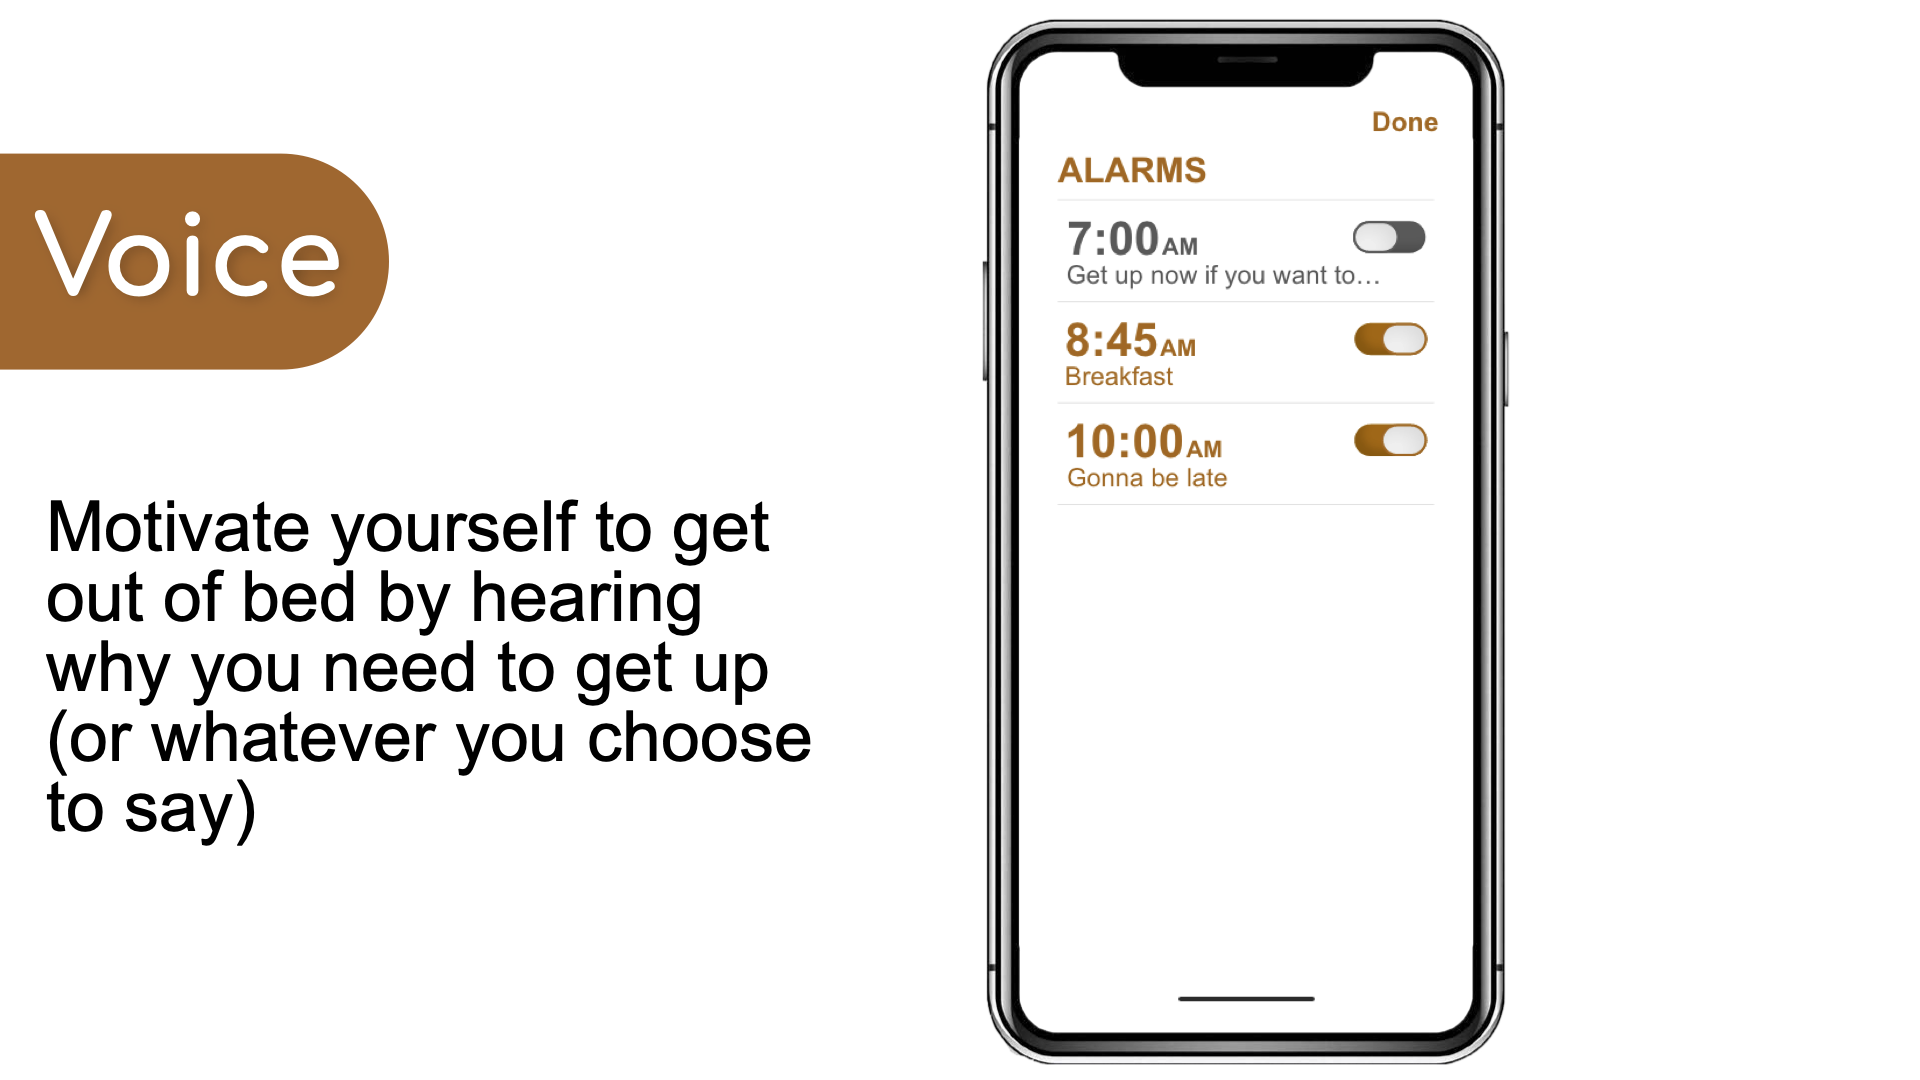 Voice
Motivate yourself to get
out of bed by hearing
why you need to get up
(or whatever you choose
to say)
Done
ALARMS
7:00AM
Get up now if you want to…
8:45AM
Breakfast
10:00AM
Gonna be late